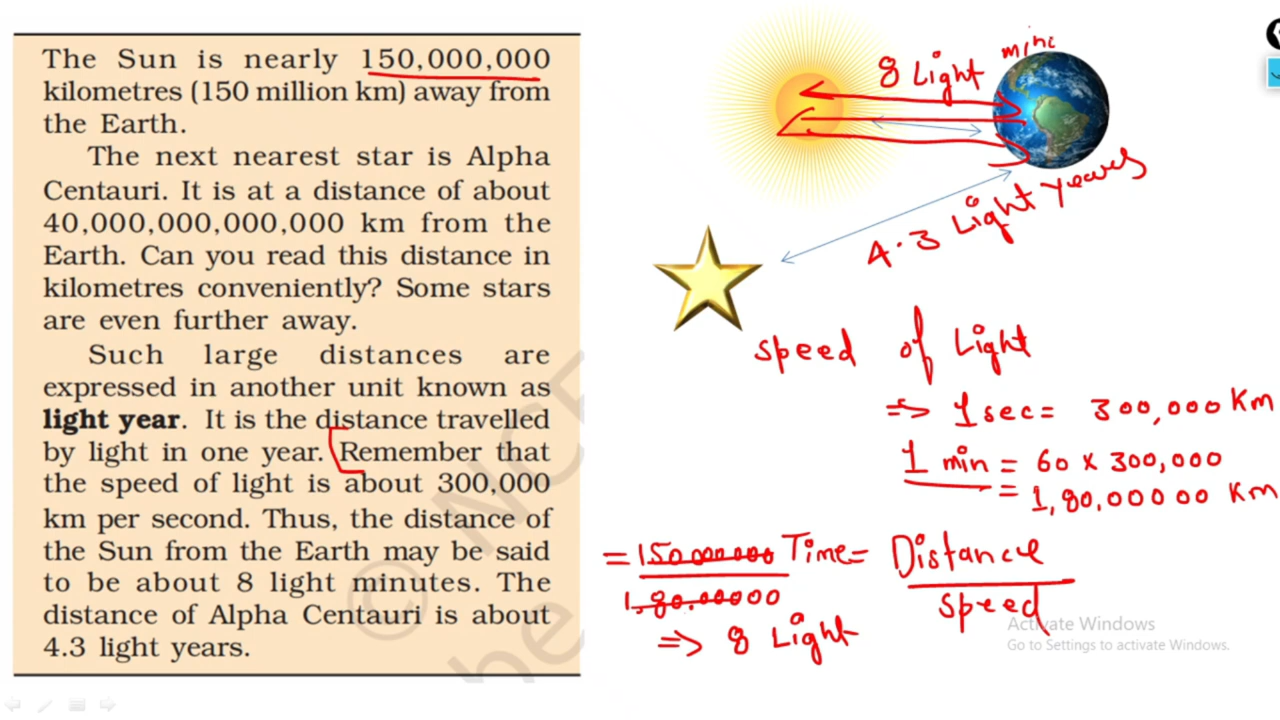 The Sun is nearly 150,000,000
kilometres (150 million km) away from
the Earth.
The next nearest star is Alpha
Centauri. It is at a distance of about
40,000,000,000,000 km from the
Earth. Can you read this distance in
kilometres conveniently? Some stars
are even further away.
Such large distances are
expressed in another unit known as
light year. It is the distance travelled
by light in one year. Remember that
the speed of light is about 300,000
km per second. Thus, the distance of
the Sun from the Earth may be said
to be about 8 light minutes. The
distance of Alpha Centauri is about
4.3 light years.
8 Light
4.3 Light years
Speed of Light
⇒ 1 sec = 300,000 Km
1 min = 60 x 300,000
= 1,80,000 00 Km
Time = Distance
Speed
= 150000000
1,80,00000
⇒ 8 Light
Activate Windows
Go to Settings to activate Windows.